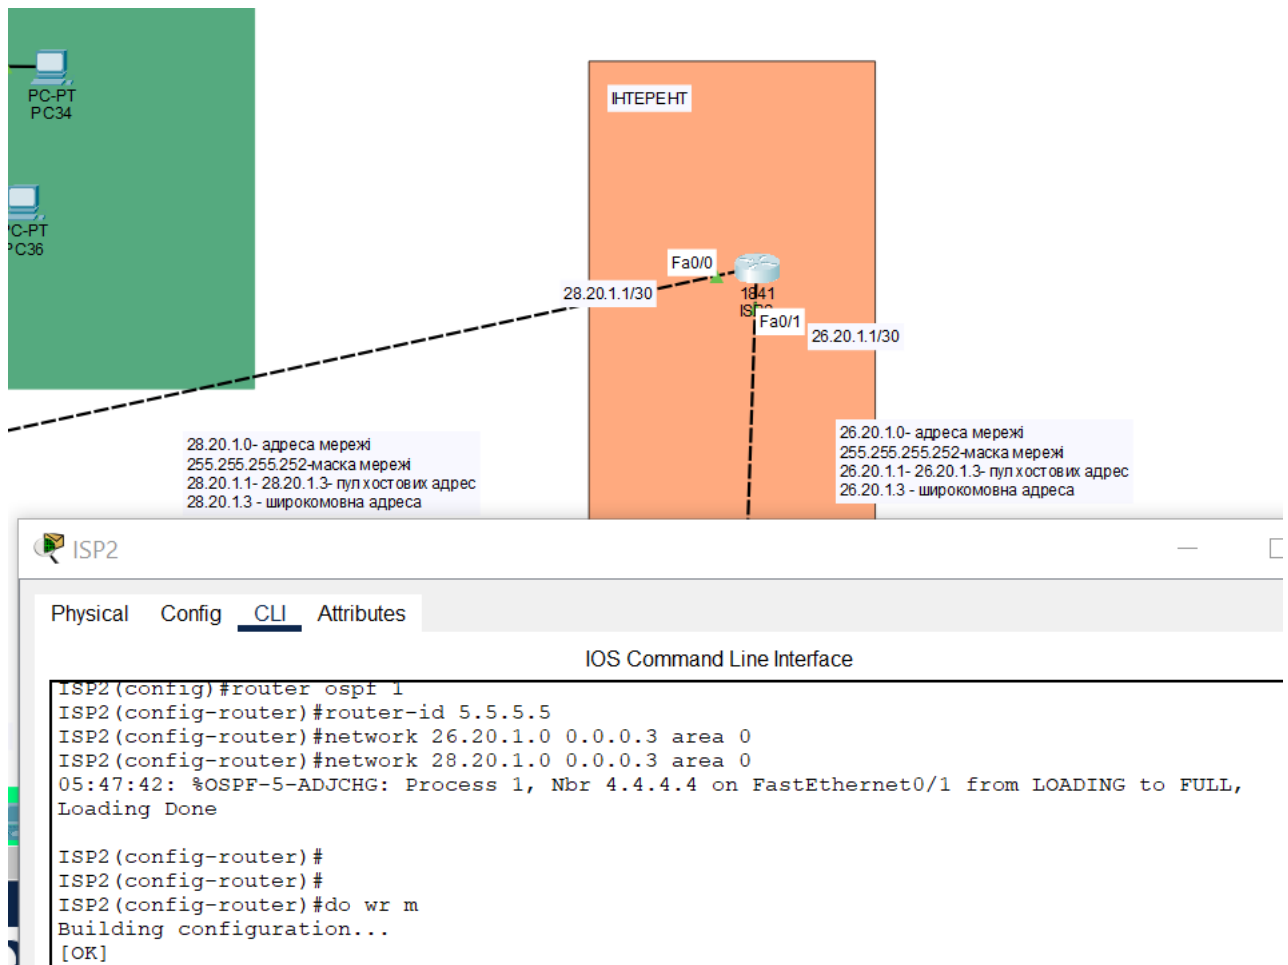 PC-PT
PC34
PC-PT
PC36
ІНТЕРЕНТ
Fa0/0
28.20.1.1/30
1841
ISP2
Fa0/1
26.20.1.1/30
28.20.1.0- адреса мережі
255.255.255.252-маска мережі
28.20.1.1- 28.20.1.3- пул хостових адрес
28.20.1.3 - широкомовна адреса
26.20.1.0- адреса мережі
255.255.255.252-маска мережі
26.20.1.1- 26.20.1.3- пул хостових адрес
26.20.1.3 - широкомовна адреса
ISP2
Physical Config CLI Attributes
IOS Command Line Interface
ISP2(config)#router ospf 1
ISP2(config-router)#router-id 5.5.5.5
ISP2(config-router)#network 26.20.1.0 0.0.0.3 area 0
ISP2(config-router)#network 28.20.1.0 0.0.0.3 area 0
05:47:42: %OSPF-5-ADJCHG: Process 1, Nbr 4.4.4.4 on FastEthernet0/1 from LOADING to FULL,
Loading Done
ISP2(config-router)#
ISP2(config-router)#
ISP2(config-router)#do wr m
Building configuration...
[OK]